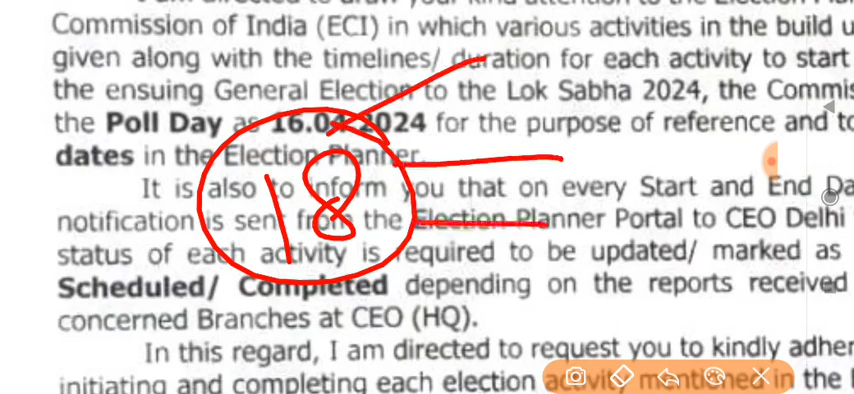 Commission of India (ECI) in which various activities in the build u
given along with the timelines/ duration for each activity to start
the ensuing General Election to the Lok Sabha 2024, the Commis
the Poll Day as 16.04.2024 for the purpose of reference and to
dates in the Election Planner.
It is also to inform you that on every Start and End Da
notification is sent from the Election Planner Portal to CEO Delhi
status of each activity is required to be updated/ marked as
Scheduled/ Completed depending on the reports received
concerned Branches at CEO (HQ).
In this regard, I am directed to request you to kindly adher
initiating and completing each election activity mentioned in the
18